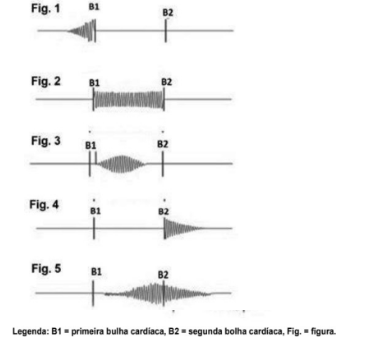 Fig. 1 B1 B2
Fig. 2 B1 B2
Fig. 3 B1 B2
Fig. 4 B1 B2
Fig. 5 B1 B2
Legenda: B1 = primeira bulha cardíaca, B2 = segunda bolha cardíaca, Fig. = figura.